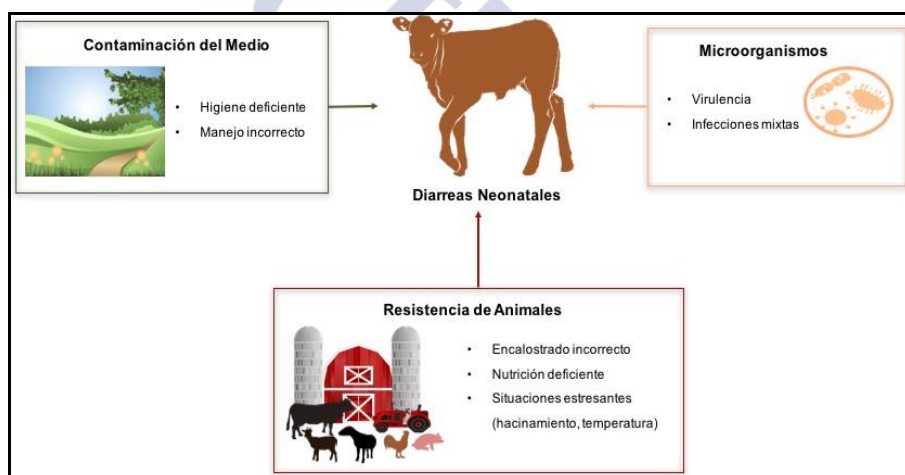 Contaminación del Medio
• Higiene deficiente
• Manejo incorrecto
Microorganismos
• Virulencia
• Infecciones mixtas
Diarreas Neonatales
Resistencia de Animales
• Encalostrado incorrecto
• Nutrición deficiente
• Situaciones estresantes
(hacinamiento, temperatura)